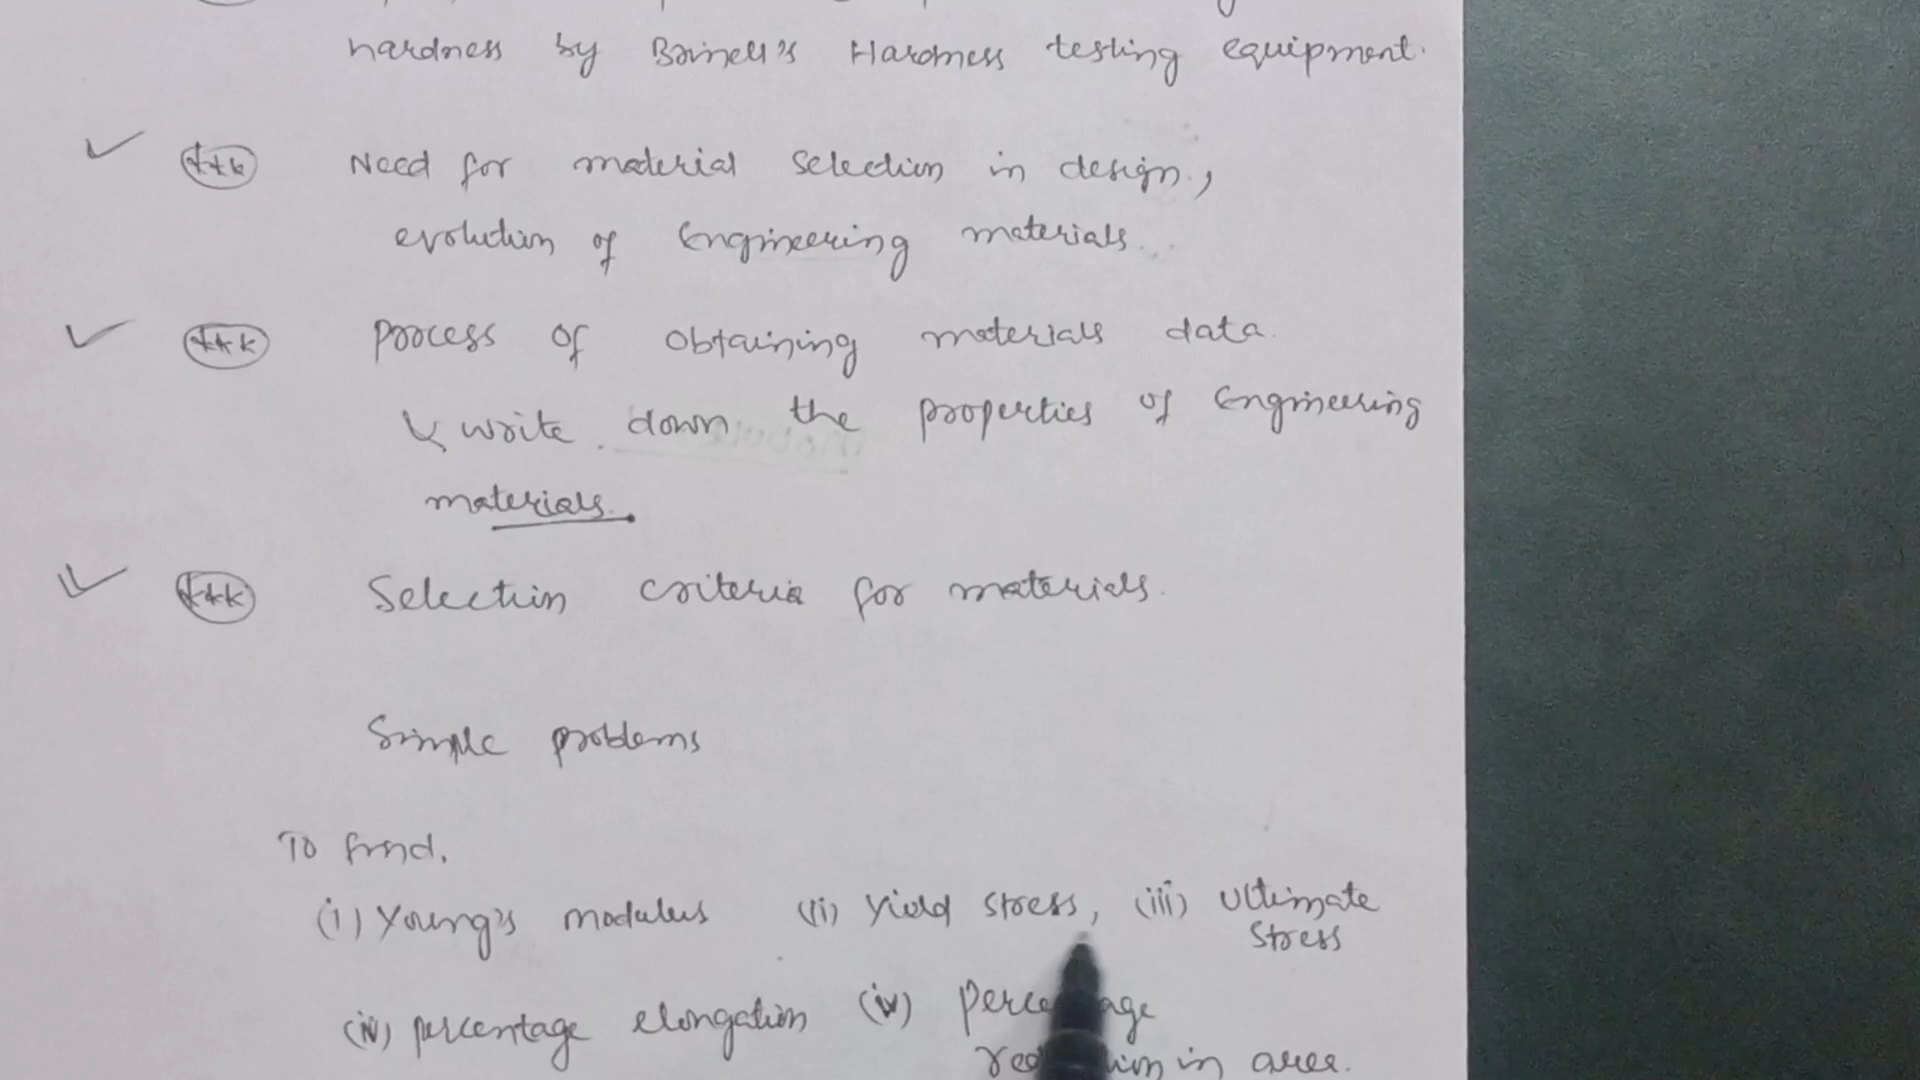 hardness by Brinell's Hardness testing equipment.
*** Need for material selection in design,
evolution of Engineering materials.
*** process of obtaining materials data.
& write down the properties of Engineering
materials.
*** Selection criteria for materials.
Simple problems
To find,
(i) Young's modulus (ii) Yield stress, (iii) Ultimate
stress
(iv) percentage elongation (v) percentage
reduction in area.